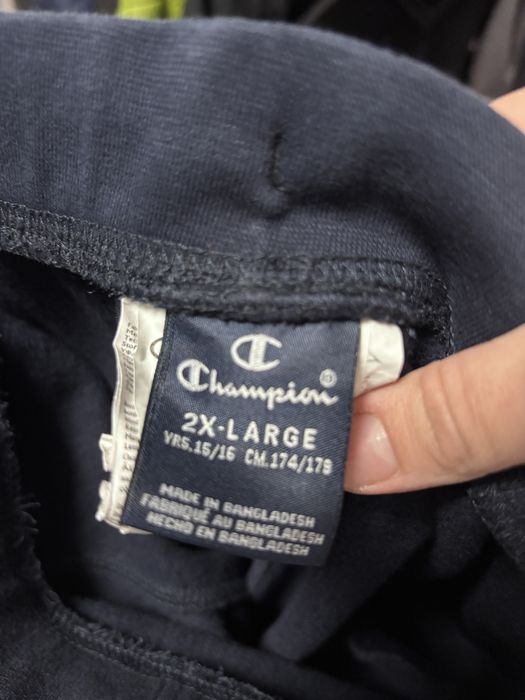 Champion®
2X-LARGE
YRS.15/16 CM.174/179
MADE IN BANGLADESH
FABRIQUÉ AU BANGLADESH
HECHO EN BANGLADESH